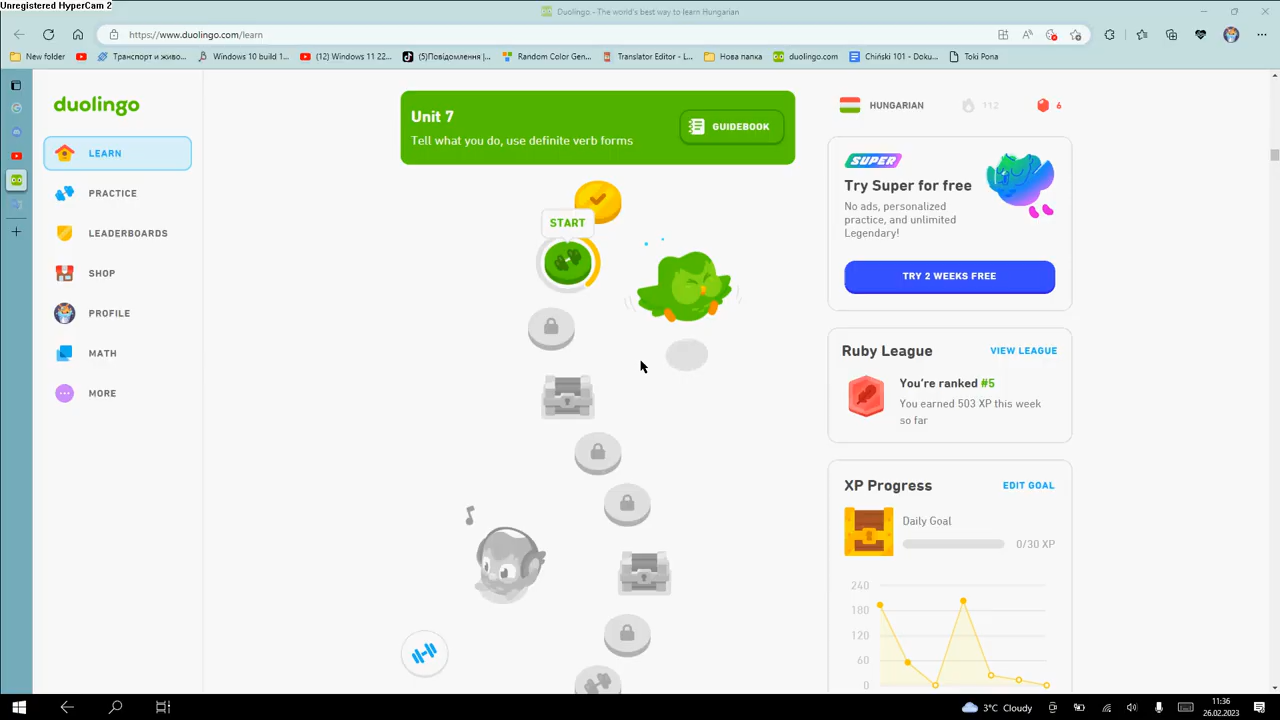 Unregistered HyperCam 2
Duolingo - The world's best way to learn Hungarian
https://www.duolingo.com/learn
New folder
Транспорт и живо...
Windows 10 build 1...
(12) Windows 11 22...
(5)Повідомлення |...
Random Color Gen...
Translator Editor - L...
Нова папка
duolingo.com
Chiński 101 - Doku...
Toki Pona
duolingo
LEARN
PRACTICE
LEADERBOARDS
SHOP
PROFILE
MATH
MORE
Unit 7
Tell what you do, use definite verb forms
GUIDEBOOK
START
HUNGARIAN
112
6
SUPER
Try Super for free
No ads, personalized
practice, and unlimited
Legendary!
TRY 2 WEEKS FREE
Ruby League
VIEW LEAGUE
You're ranked #5
You earned 503 XP this week
so far
XP Progress
EDIT GOAL
Daily Goal
0/30 XP
240
180
120
60
0
3°C Cloudy
11:36
26.02.2023